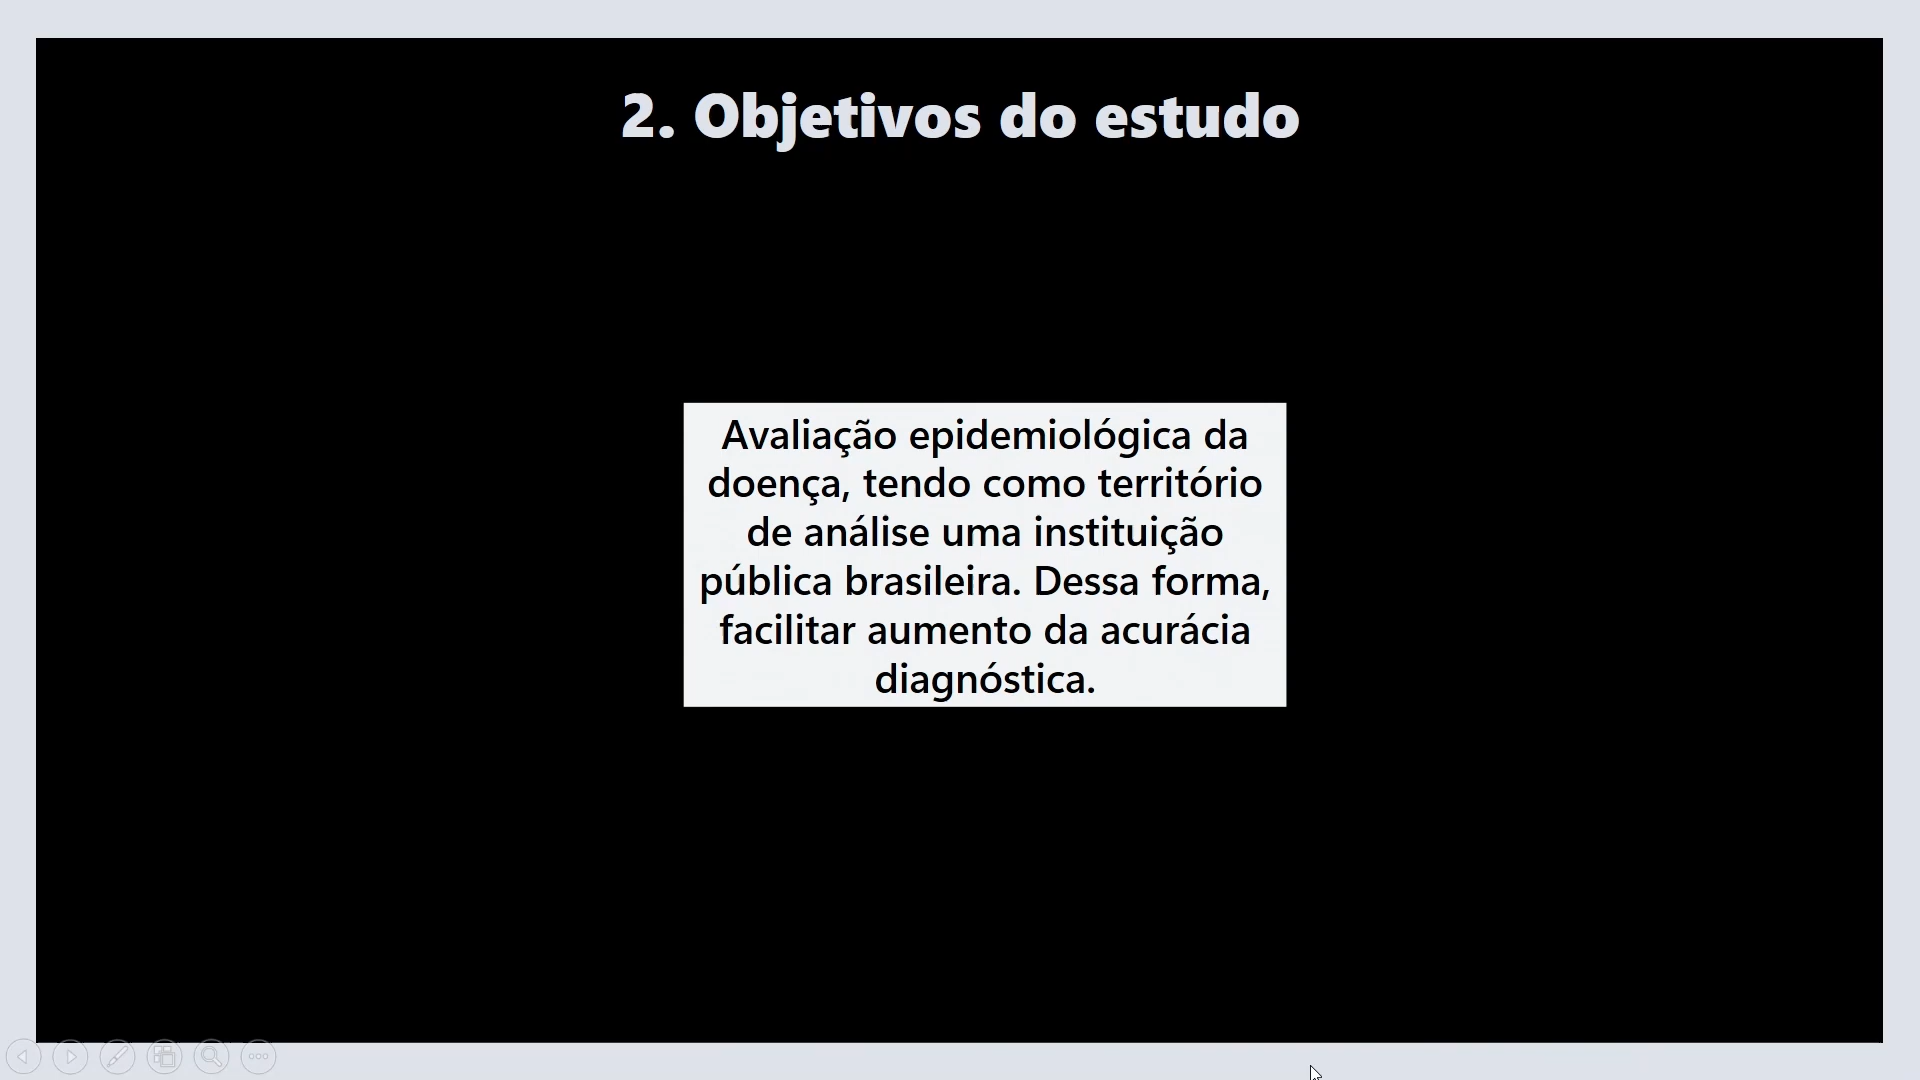 2. Objetivos do estudo
Avaliação epidemiológica da
doença, tendo como território
de análise uma instituição
pública brasileira. Dessa forma,
facilitar aumento da acurácia
diagnóstica.